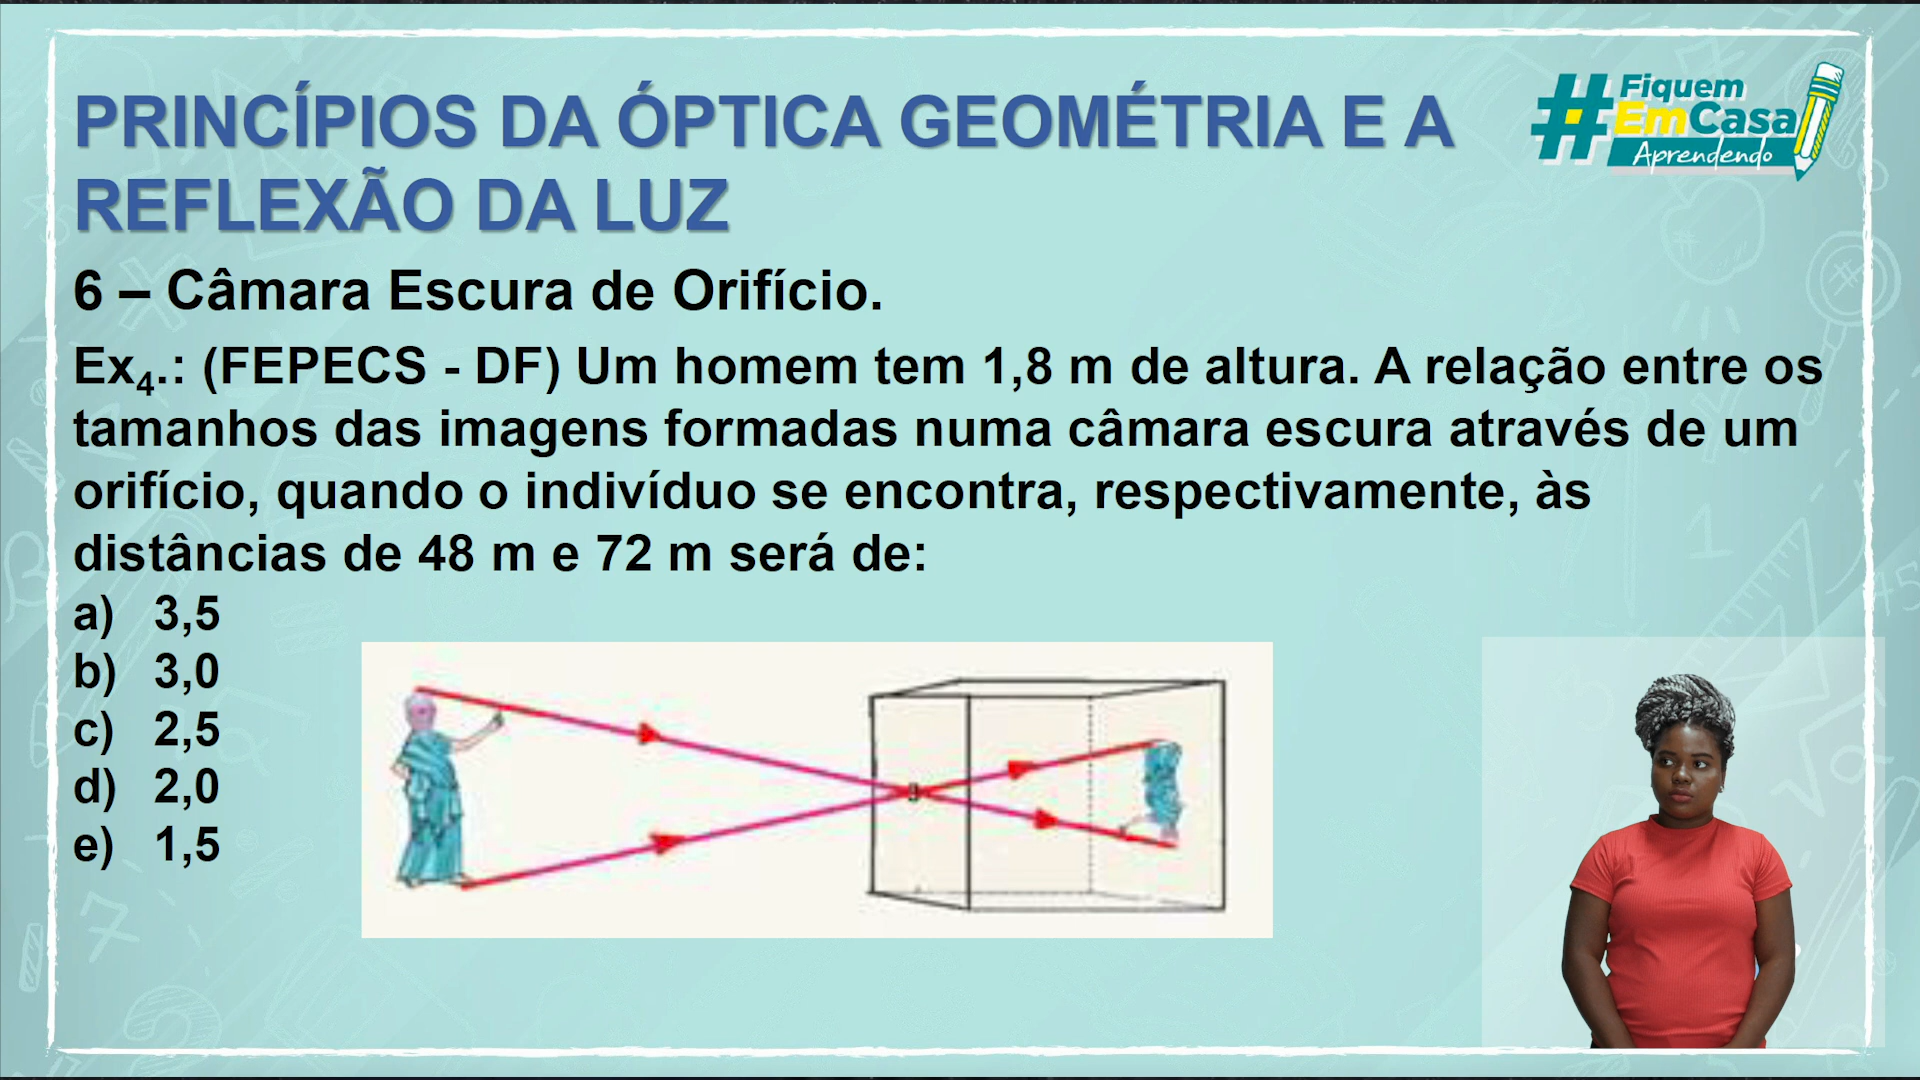 PRINCÍPIOS DA ÓPTICA GEOMÉTRIA E A
REFLEXÃO DA LUZ
#Fiquem
EmCasa
Aprendendo
6 – Câmara Escura de Orifício.
Ex₄.: (FEPECS - DF) Um homem tem 1,8 m de altura. A relação entre os
tamanhos das imagens formadas numa câmara escura através de um
orifício, quando o indivíduo se encontra, respectivamente, às
distâncias de 48 m e 72 m será de:
a) 3,5
b) 3,0
c) 2,5
d) 2,0
e) 1,5